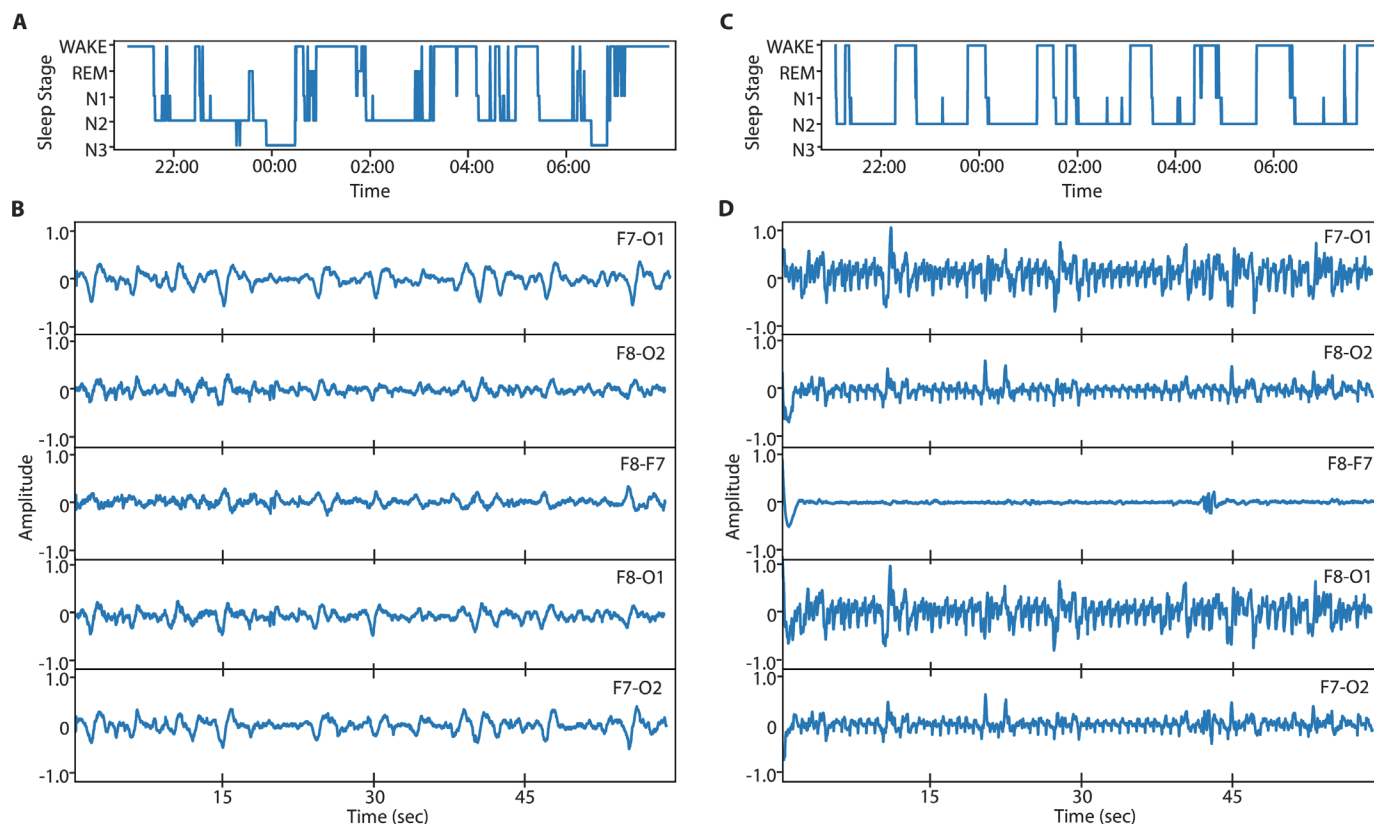 A
Sleep Stage
WAKE
REM
N1
N2
N3
22:00 00:00 02:00 04:00 06:00
Time
C
Sleep Stage
WAKE
REM
N1
N2
N3
22:00 00:00 02:00 04:00 06:00
Time
B
Amplitude
1.0
0
-1.0
F7-O1
1.0
0
-1.0
F8-O2
1.0
0
-1.0
F8-F7
1.0
0
-1.0
F8-O1
1.0
0
-1.0
F7-O2
15 30 45
Time (sec)
D
Amplitude
1.0
0
-1.0
F7-O1
1.0
0
-1.0
F8-O2
1.0
0
-1.0
F8-F7
1.0
0
-1.0
F8-O1
1.0
0
-1.0
F7-O2
15 30 45
Time (sec)